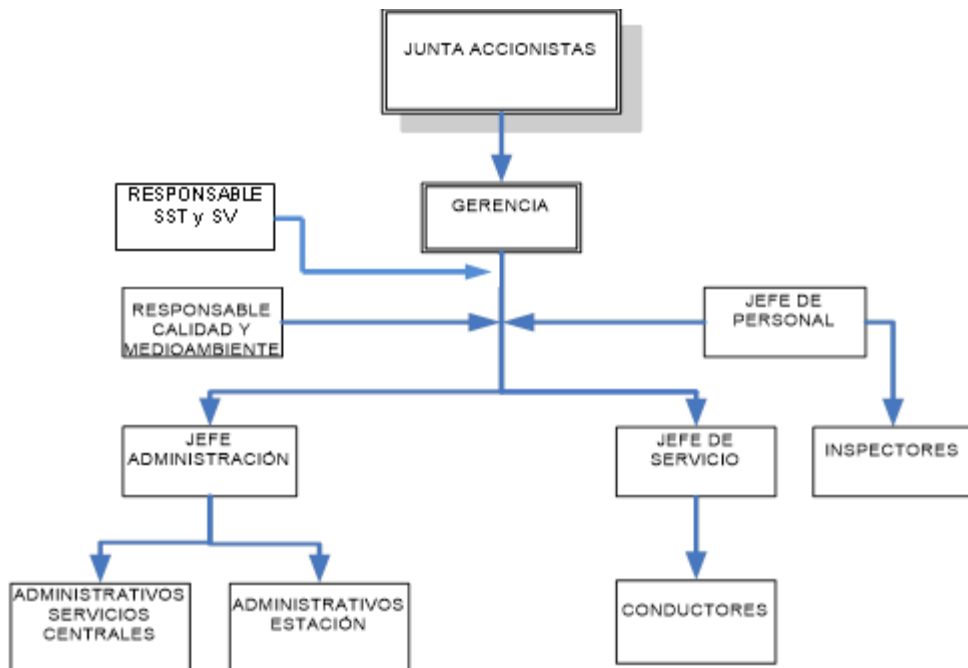 JUNTA ACCIONISTAS
RESPONSABLE
SST y SV
GERENCIA
RESPONSABLE
CALIDAD Y
MEDIOAMBIENTE
JEFE DE
PERSONAL
JEFE
ADMINISTRACIÓN
JEFE DE
SERVICIO
INSPECTORES
ADMINISTRATIVOS
SERVICIOS
CENTRALES
ADMINISTRATIVOS
ESTACIÓN
CONDUCTORES